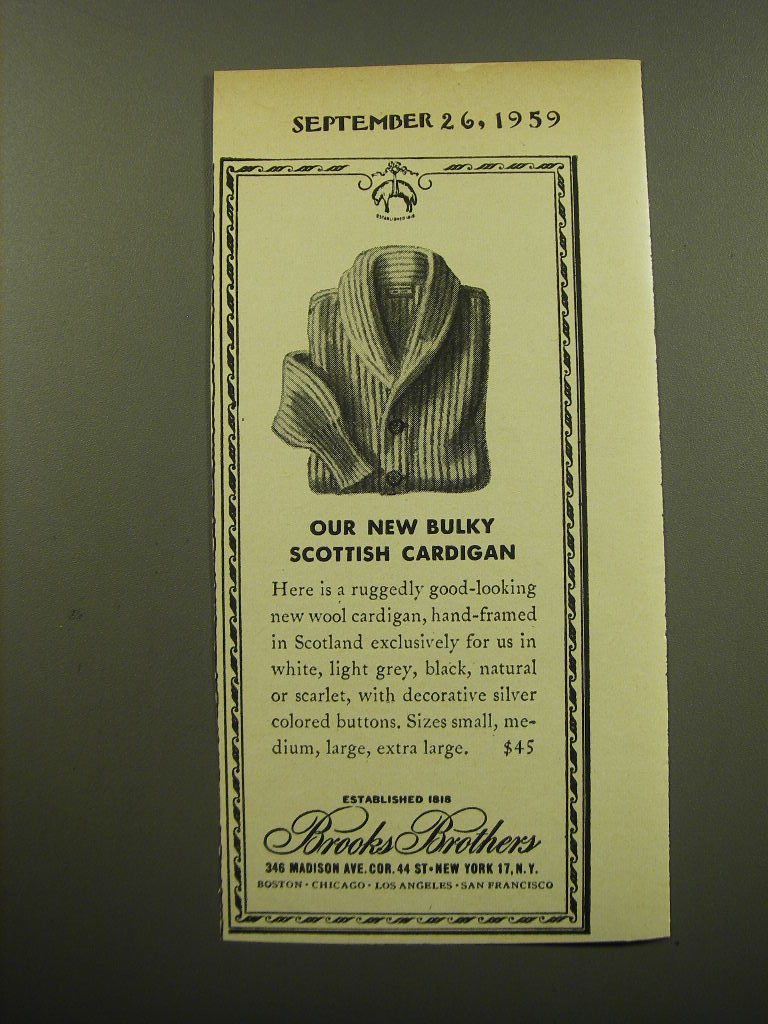 SEPTEMBER 26, 1959
ESTABLISHED 1818
OUR NEW BULKY
SCOTTISH CARDIGAN
Here is a ruggedly good-looking
new wool cardigan, hand-framed
in Scotland exclusively for us in
white, light grey, black, natural
or scarlet, with decorative silver
colored buttons. Sizes small, me-
dium, large, extra large. $45
ESTABLISHED 1818
Brooks Brothers
346 MADISON AVE. COR. 44 ST • NEW YORK 17, N.Y.
BOSTON • CHICAGO • LOS ANGELES • SAN FRANCISCO